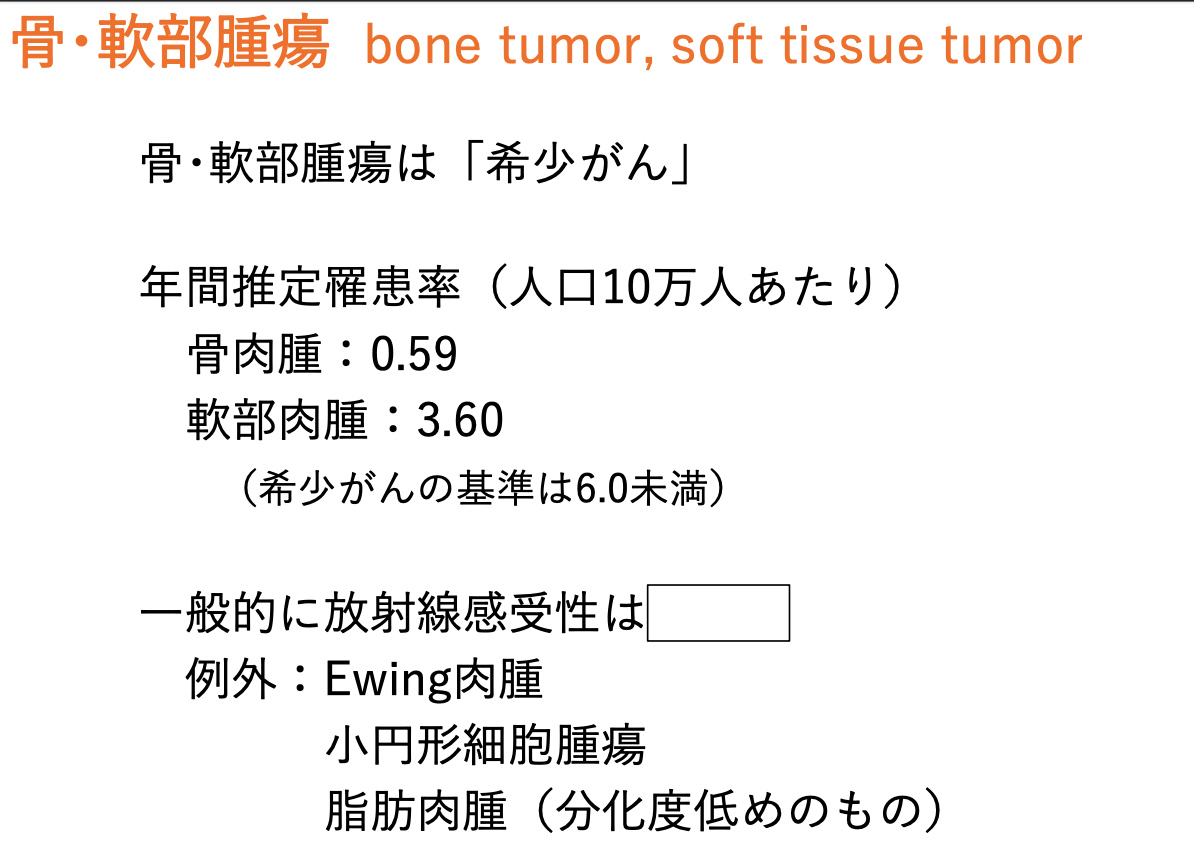 骨・軟部腫瘍 bone tumor, soft tissue tumor
骨・軟部腫瘍は「希少がん」
年間推定罹患率（人口10万人あたり）
骨肉腫：0.59
軟部肉腫：3.60
（希少がんの基準は6.0未満）
一般的に放射線感受性は
例外：Ewing肉腫
小円形細胞腫瘍
脂肪肉腫（分化度低めのもの）